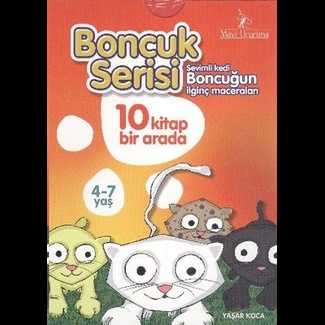 Mavi Uçurtma
Boncuk
Serisi
Sevimli kedi
Boncuğun
ilginç maceraları
10 kitap
bir arada
4-7
yaş
YAŞAR KOCA